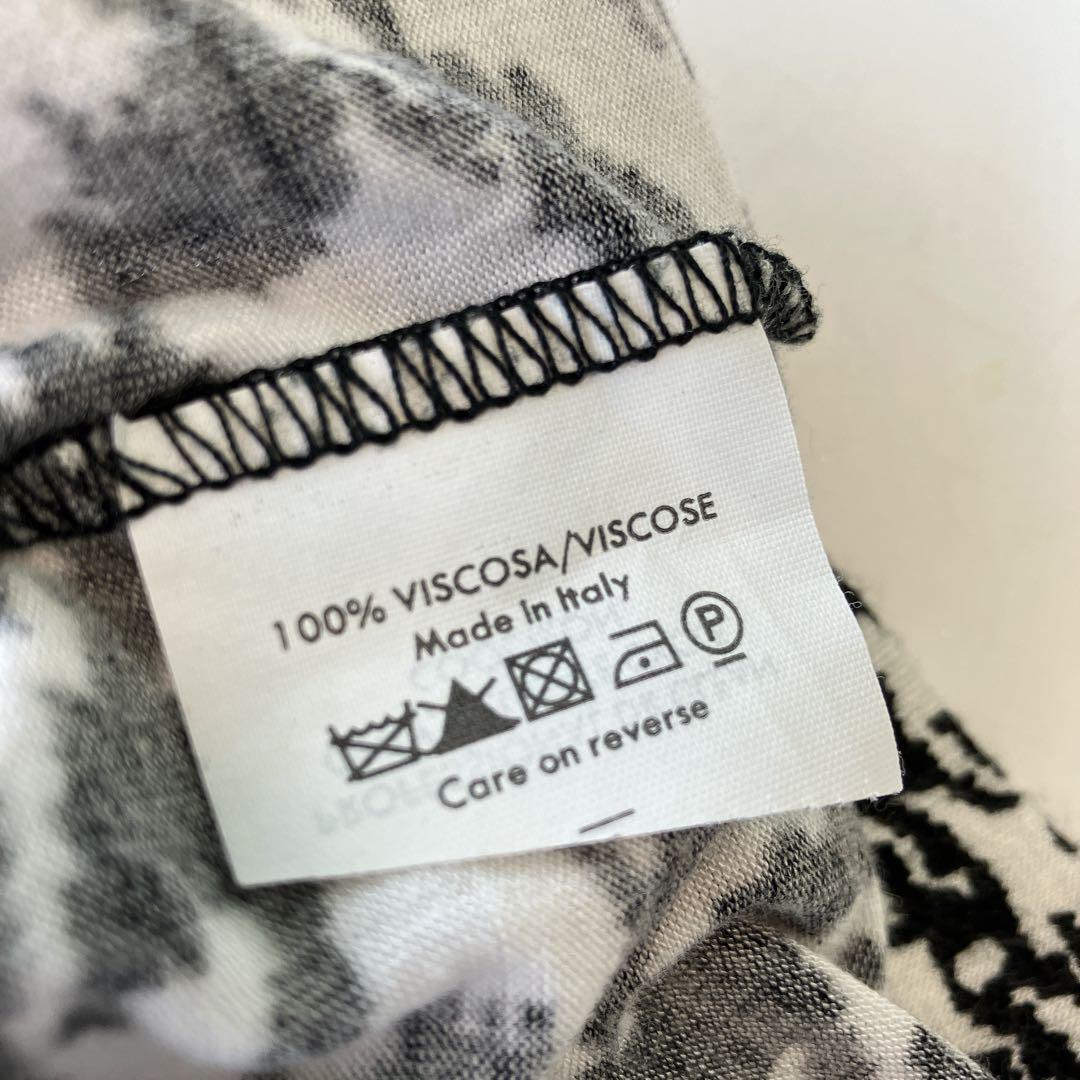 100% VISCOSA/VISCOSE
Made in Italy
P
Care on reverse